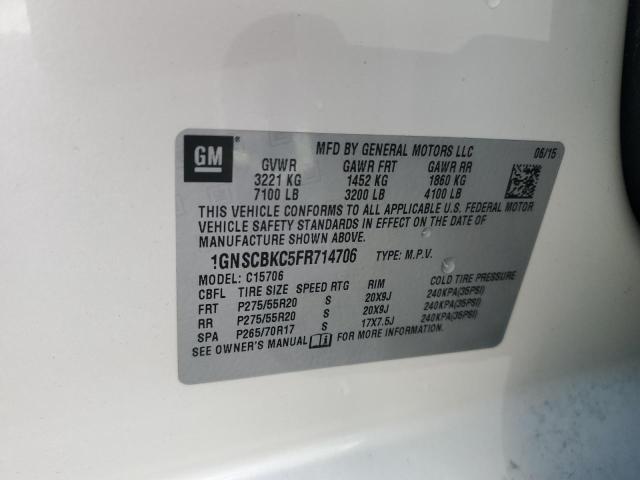 GM
MFD BY GENERAL MOTORS LLC 06/15
GVWR GAWR FRT GAWR RR
3221 KG 1452 KG 1860 KG
7100 LB 3200 LB 4100 LB
THIS VEHICLE CONFORMS TO ALL APPLICABLE U.S. FEDERAL MOTOR
VEHICLE SAFETY STANDARDS IN EFFECT ON THE DATE OF
MANUFACTURE SHOWN ABOVE.
1GNSCBKC5FR714706 TYPE: M.P.V.
MODEL: C15706
CBFL TIRE SIZE SPEED RTG RIM COLD TIRE PRESSURE
FRT P275/55R20 S 20X9J 240KPA(35PSI)
RR P275/55R20 S 20X9J 240KPA(35PSI)
SPA P265/70R17 S 17X7.5J 240KPA(35PSI)
SEE OWNER'S MANUAL FOR MORE INFORMATION.